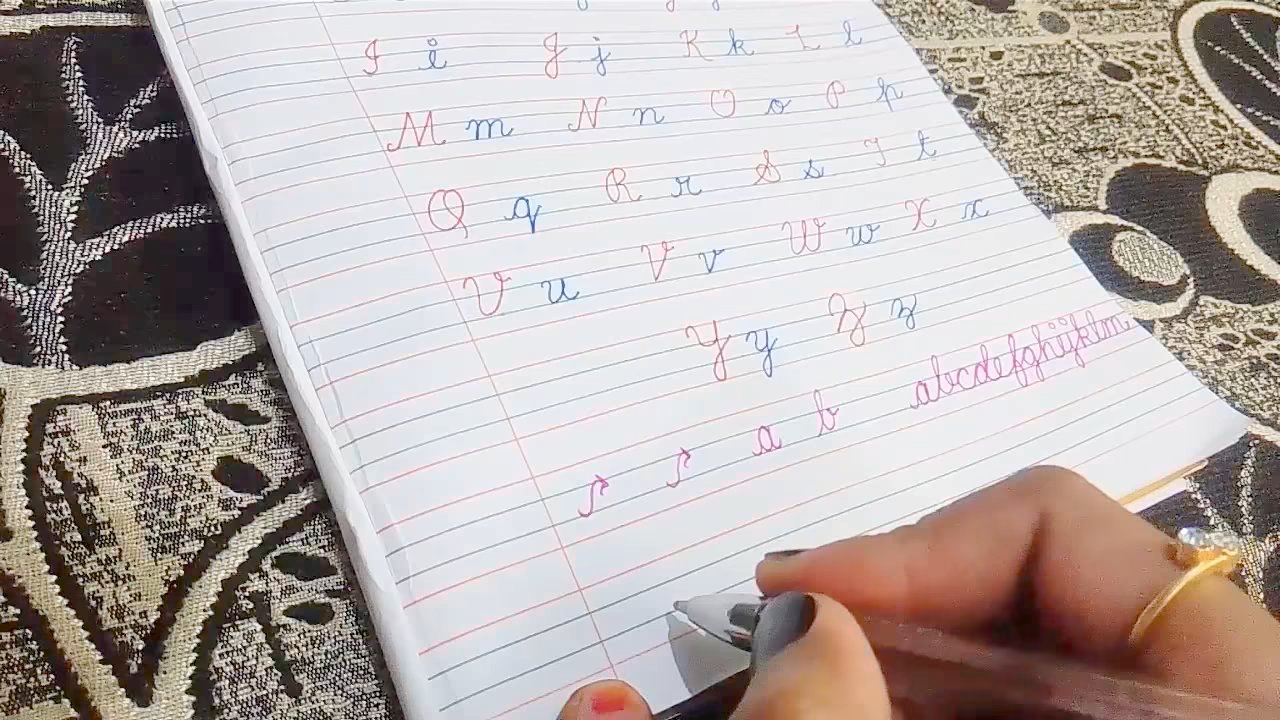 I i J j K k L l
M m N n O o P p
Q q R r S s T t
U u V v W w X x
Y y Z z
a b abcdefghijklm